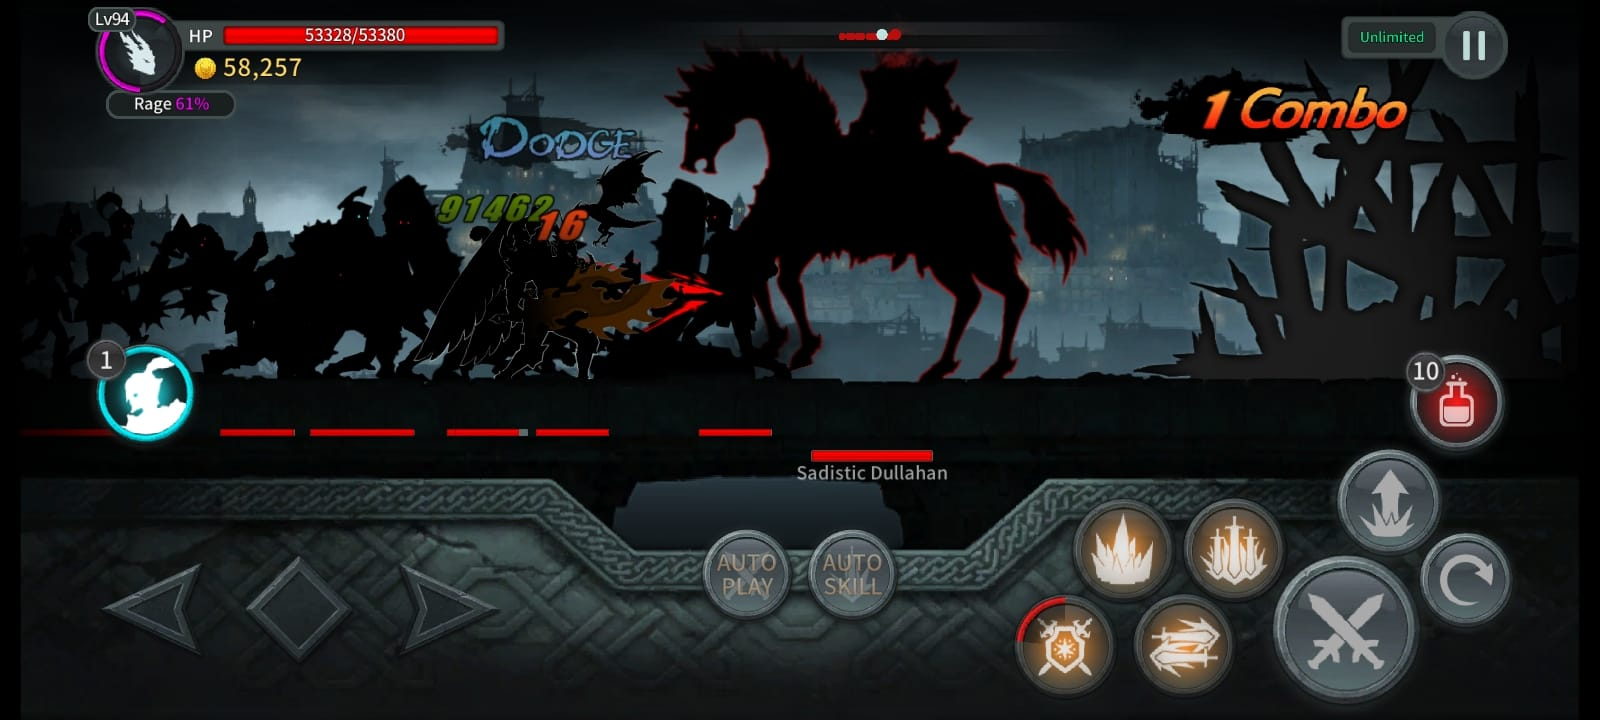 Lv94
HP 53328/53380
58,257
Rage 61%
Unlimited
1 Combo
DODGE
91462
16
1
10
Sadistic Dullahan
AUTO PLAY
AUTO SKILL